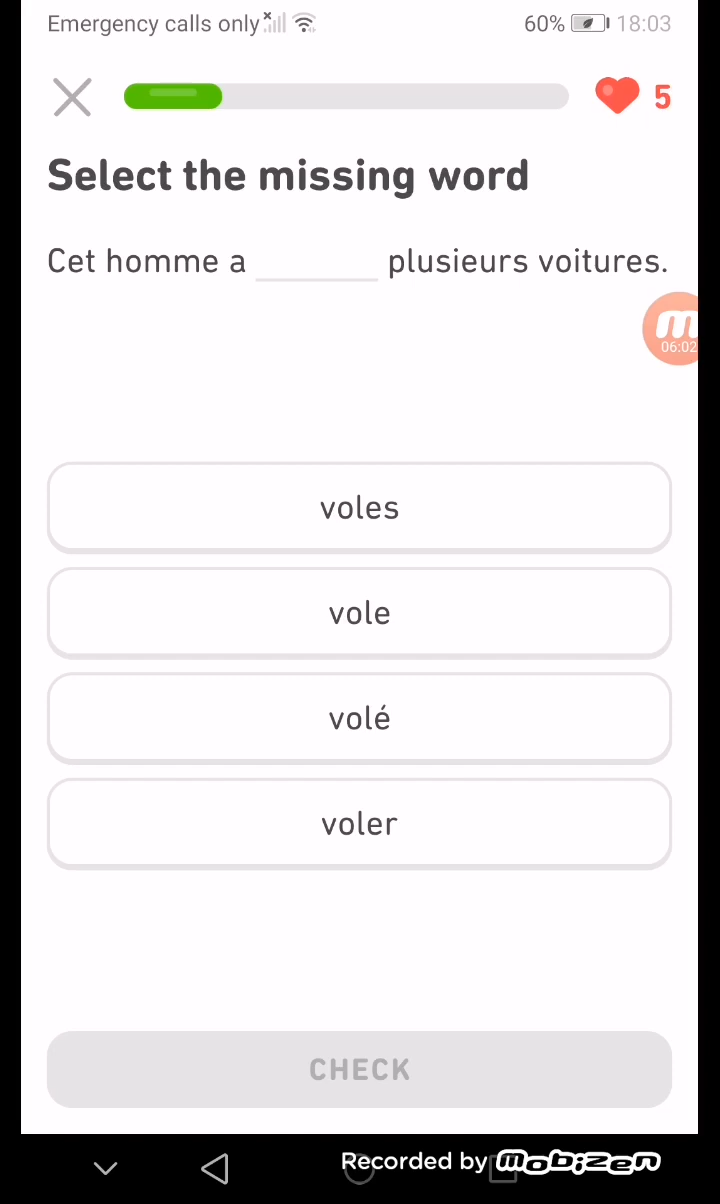 Emergency calls only 60% 18:03
5
Select the missing word
Cet homme a ______ plusieurs voitures.
m
06:02
voles
vole
volé
voler
CHECK
Recorded by mobizen